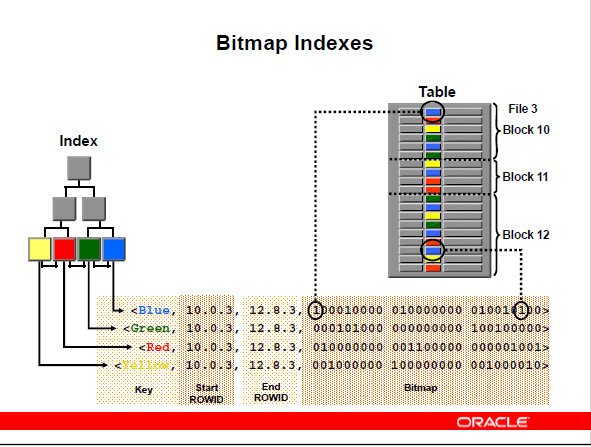 Bitmap Indexes
Table
File 3
Block 10
Index
Block 11
Block 12
<Blue, 10.0.3, 12.8.3, 100010000 010000000 010010100>
<Green, 10.0.3, 12.8.3, 000101000 000000000 100100000>
<Red, 10.0.3, 12.8.3, 010000000 001100000 000001001>
<Yellow, 10.0.3, 12.8.3, 001000000 100000000 001000010>
Key
Start
ROWID
End
ROWID
Bitmap
ORACLE